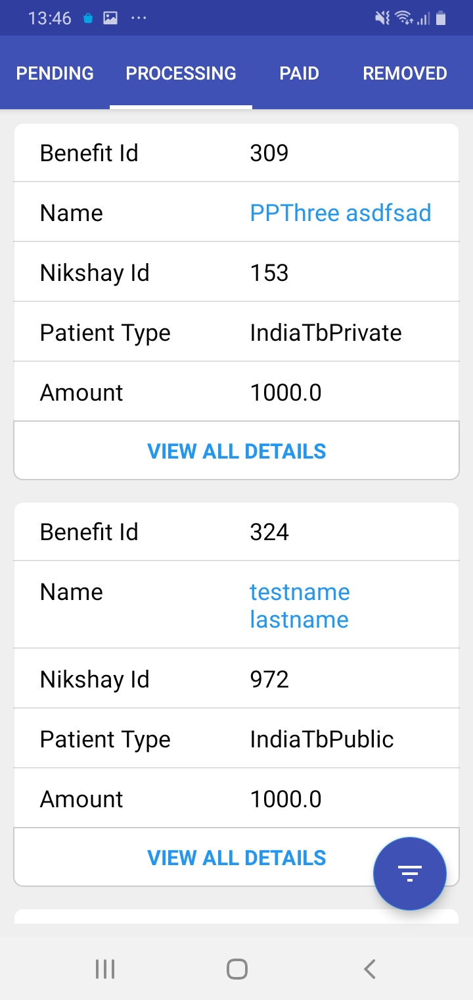 13:46
PENDING PROCESSING PAID REMOVED
Benefit Id 309
Name PPThree asdfsad
Nikshay Id 153
Patient Type IndiaTbPrivate
Amount 1000.0
VIEW ALL DETAILS
Benefit Id 324
Name testname
lastname
Nikshay Id 972
Patient Type IndiaTbPublic
Amount 1000.0
VIEW ALL DETAILS